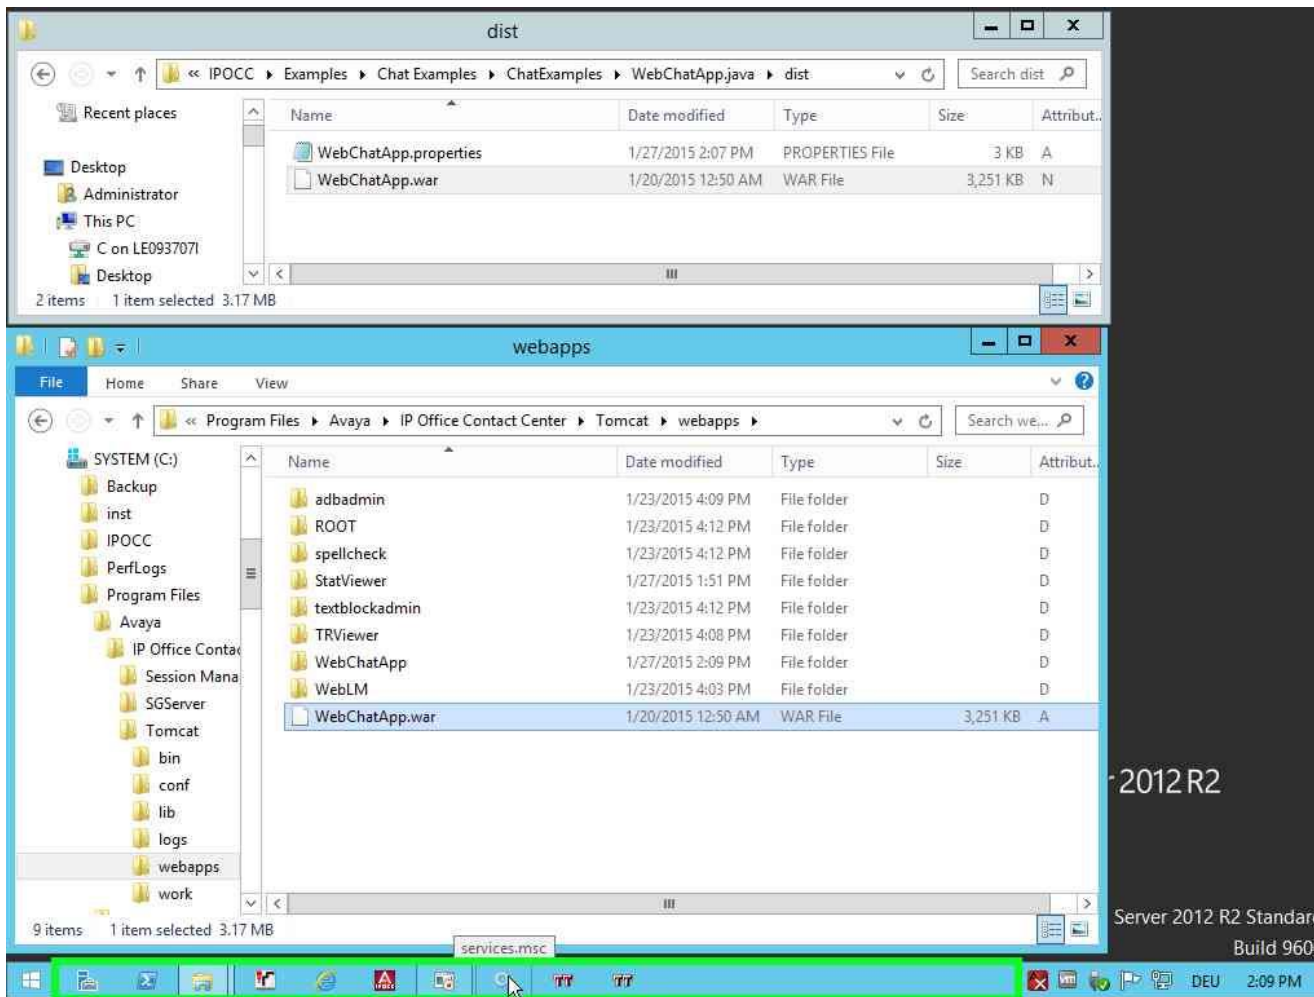 dist
« IPOCC ▸ Examples ▸ Chat Examples ▸ ChatExamples ▸ WebChatApp.java ▸ dist Search dist
Recent places
Desktop
Administrator
This PC
C on LE093707I
Desktop
Name Date modified Type Size Attribut..
WebChatApp.properties 1/27/2015 2:07 PM PROPERTIES File 3 KB A
WebChatApp.war 1/20/2015 12:50 AM WAR File 3,251 KB N
2 items 1 item selected 3.17 MB
webapps
File Home Share View
« Program Files ▸ Avaya ▸ IP Office Contact Center ▸ Tomcat ▸ webapps ▸ Search we...
SYSTEM (C:)
Backup
inst
IPOCC
PerfLogs
Program Files
Avaya
IP Office Contac
Session Mana
SGServer
Tomcat
bin
conf
lib
logs
webapps
work
Name Date modified Type Size Attribut..
adbadmin 1/23/2015 4:09 PM File folder D
ROOT 1/23/2015 4:12 PM File folder D
spellcheck 1/23/2015 4:12 PM File folder D
StatViewer 1/27/2015 1:51 PM File folder D
textblockadmin 1/23/2015 4:12 PM File folder D
TRViewer 1/23/2015 4:08 PM File folder D
WebChatApp 1/27/2015 2:09 PM File folder D
WebLM 1/23/2015 4:03 PM File folder D
WebChatApp.war 1/20/2015 12:50 AM WAR File 3,251 KB A
9 items 1 item selected 3.17 MB
2012 R2
Server 2012 R2 Standar
Build 960
services.msc
DEU 2:09 PM